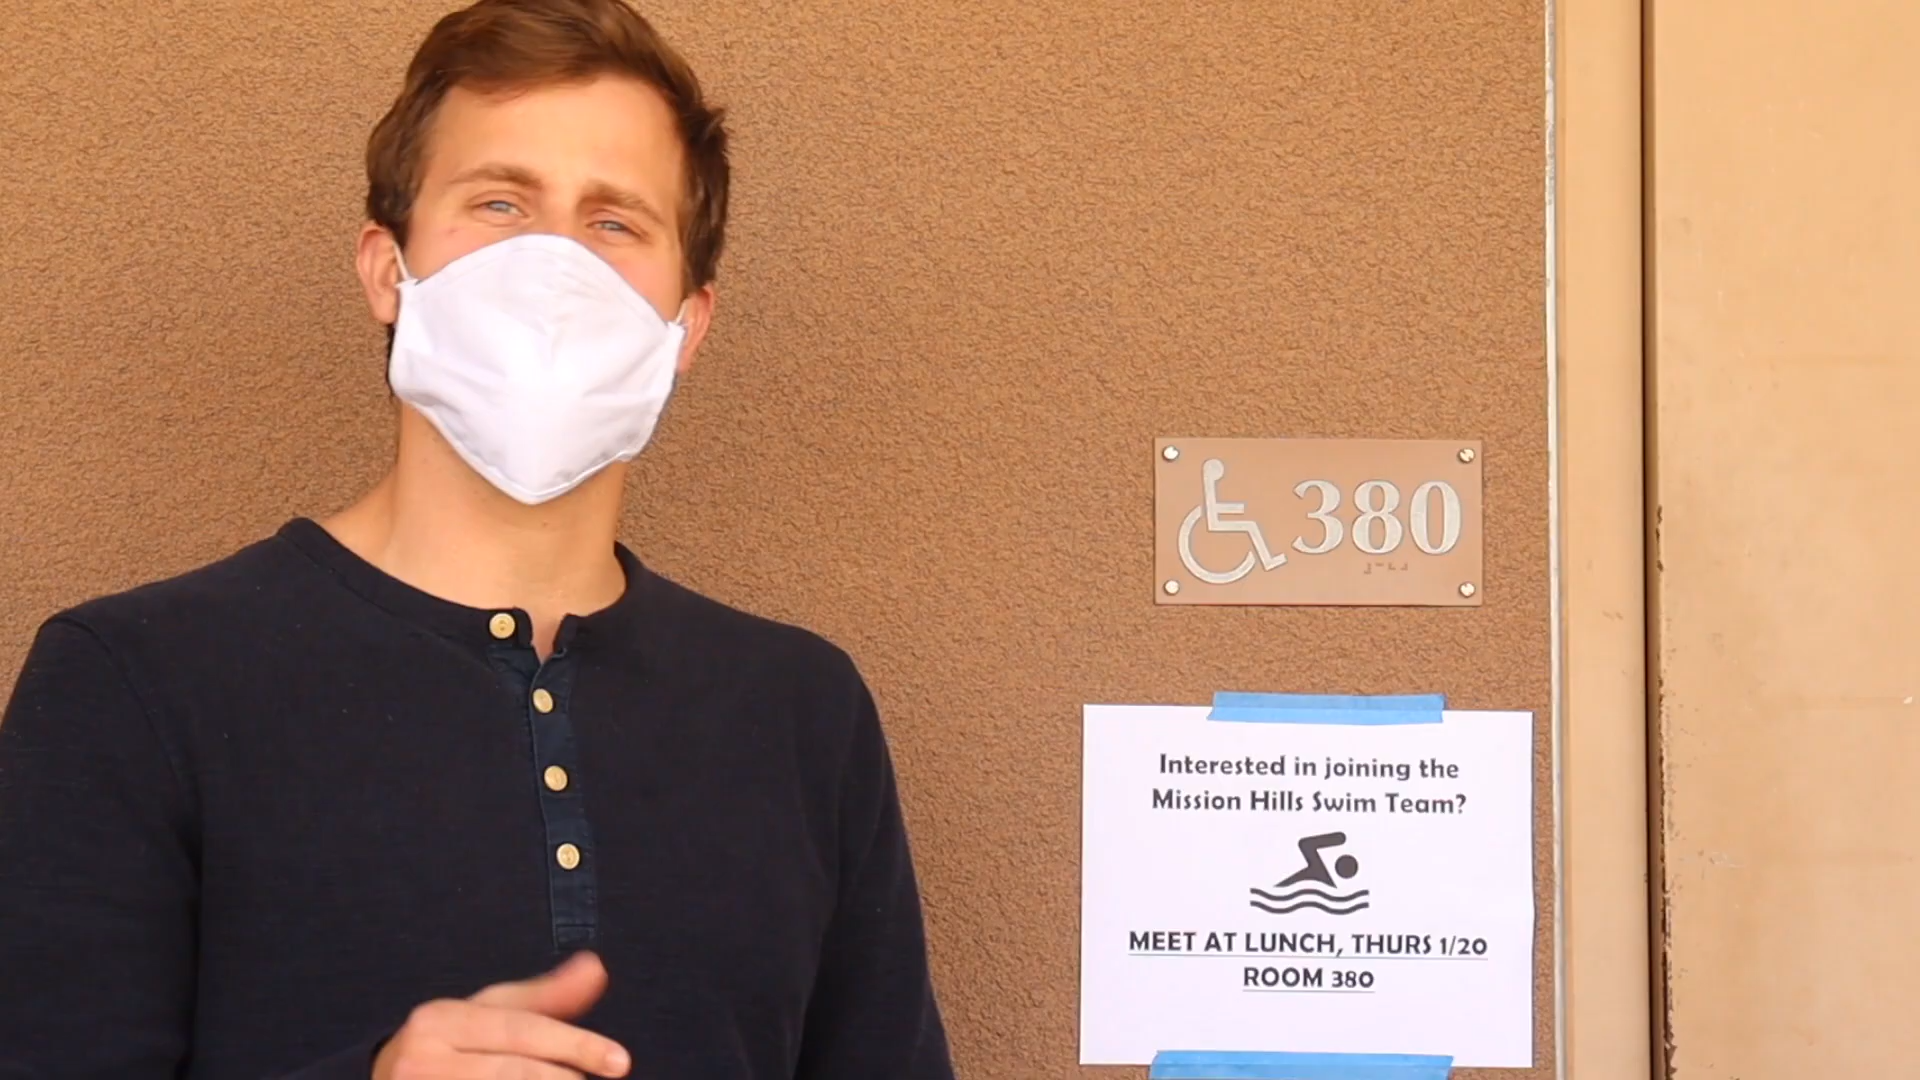 380
Interested in joining the
Mission Hills Swim Team?
MEET AT LUNCH, THURS 1/20
ROOM 380